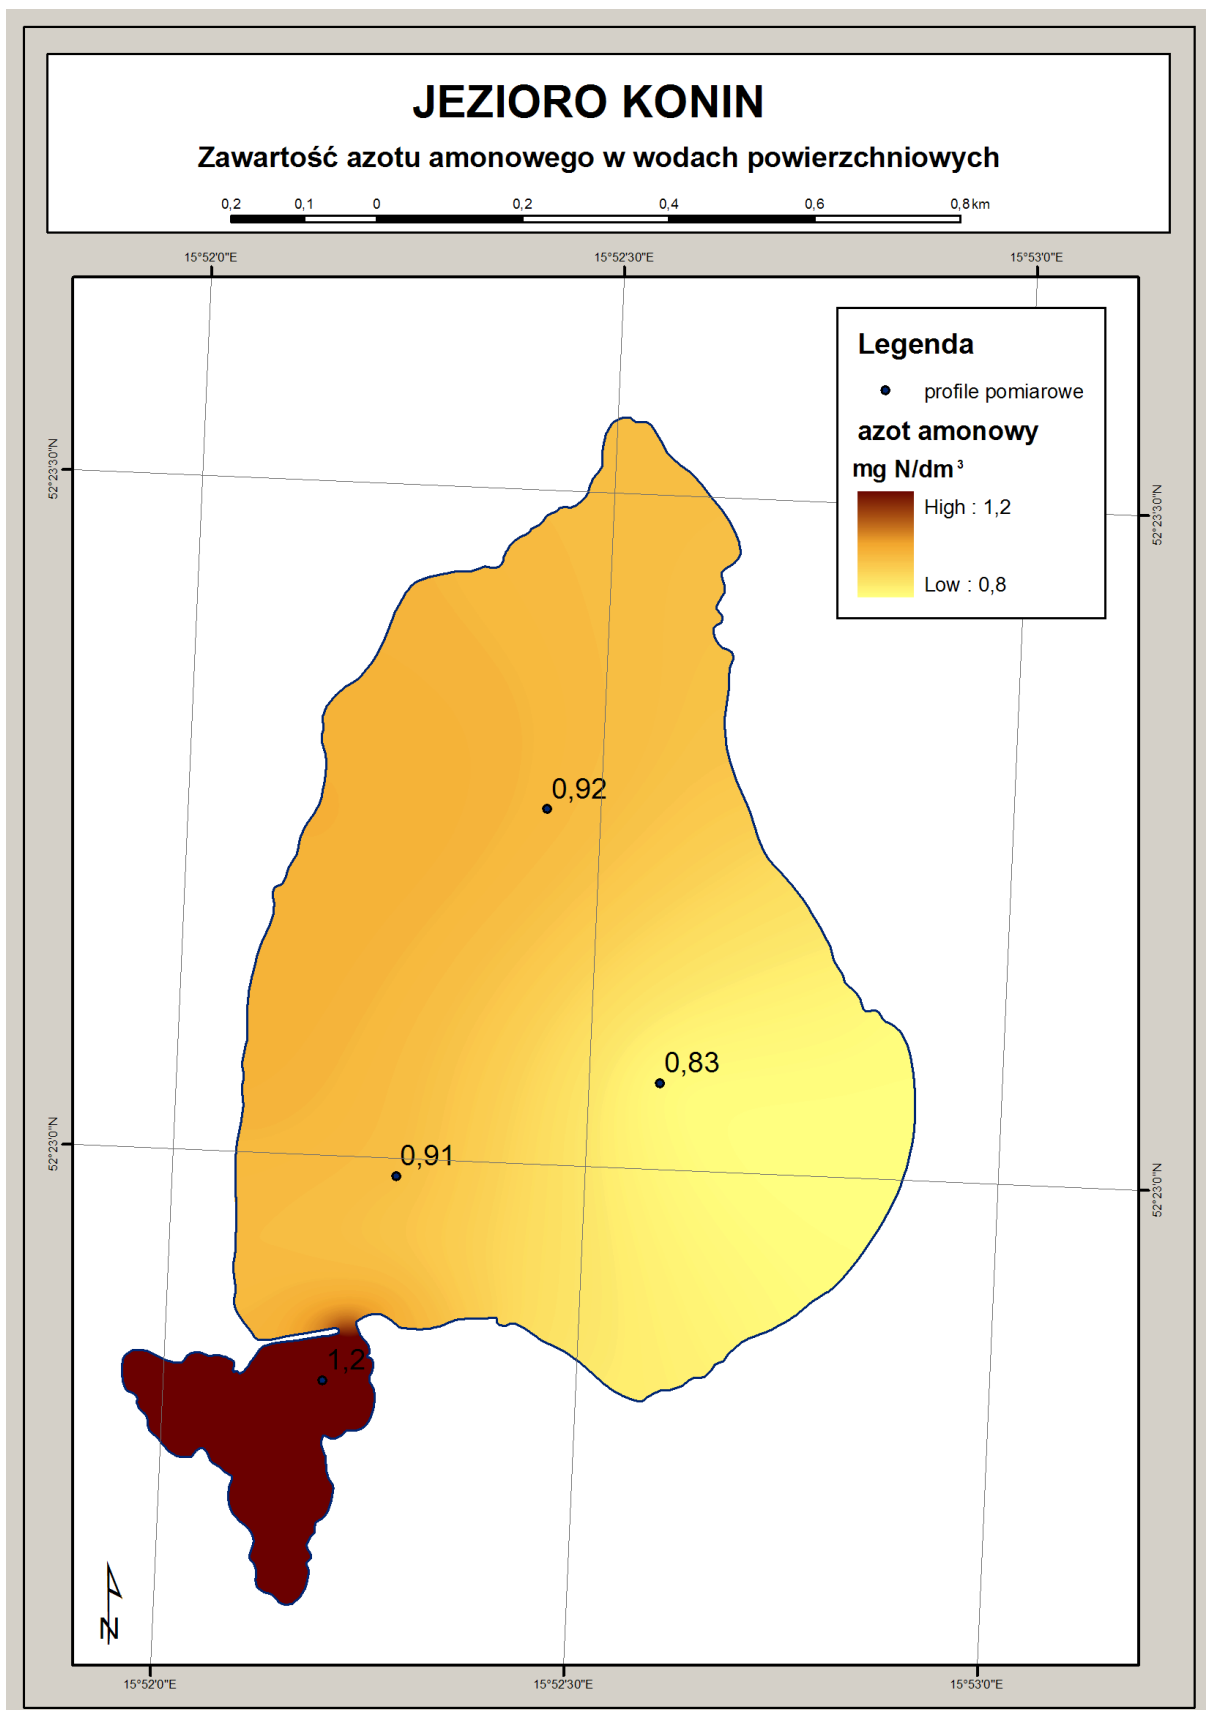 JEZIORO KONIN
Zawartość azotu amonowego w wodach powierzchniowych
0,2 0,1 0 0,2 0,4 0,6 0,8 km
15°52'0"E 15°52'30"E 15°53'0"E
Legenda
profile pomiarowe
azot amonowy
mg N/dm³
High : 1,2
Low : 0,8
52°23'30"N
52°23'30"N
0,92
0,83
52°23'0"N
0,91
52°23'0"N
1,2
N
15°52'0"E 15°52'30"E 15°53'0"E